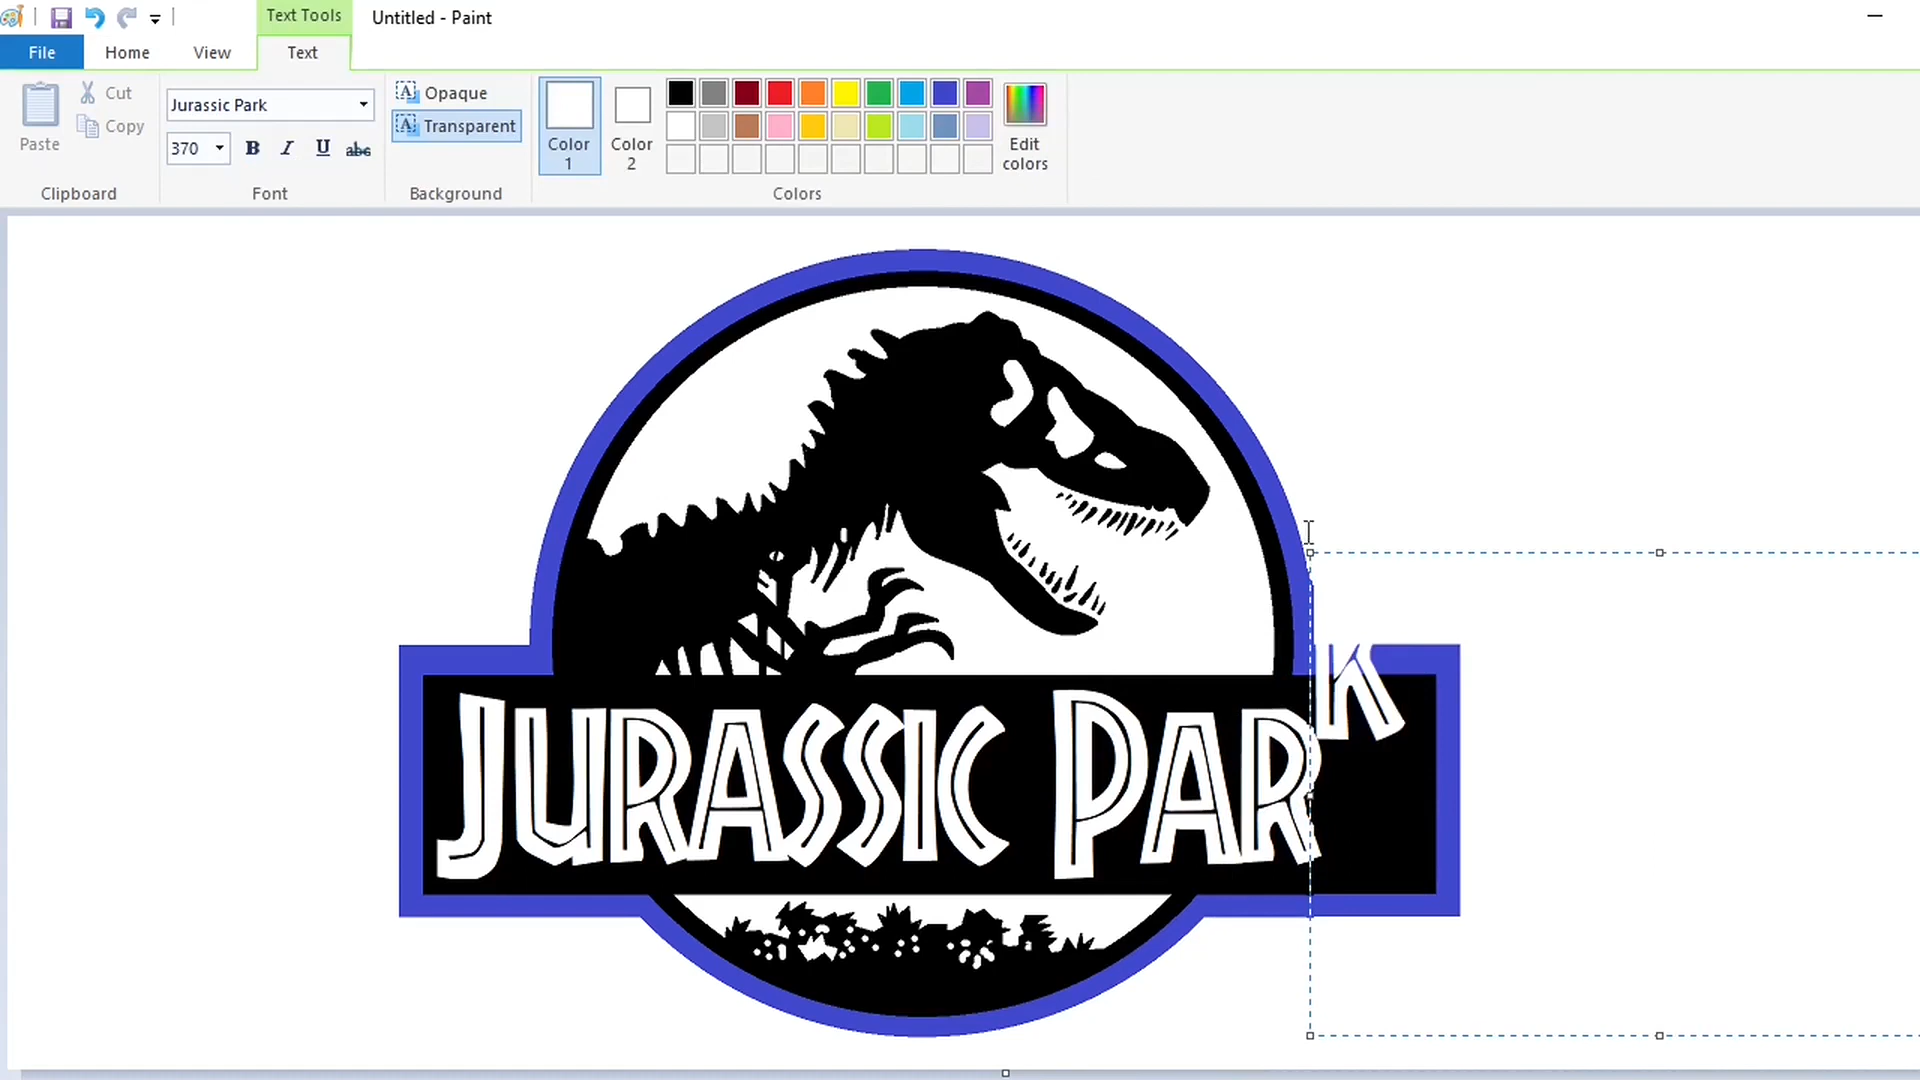 Text Tools
Untitled - Paint
File
Home
View
Text
Paste
Cut
Copy
Clipboard
Jurassic Park
370
B
I
U
abc
Font
A Opaque
A Transparent
Background
Color 1
Color 2
Edit colors
Colors
JURASSIC PARK